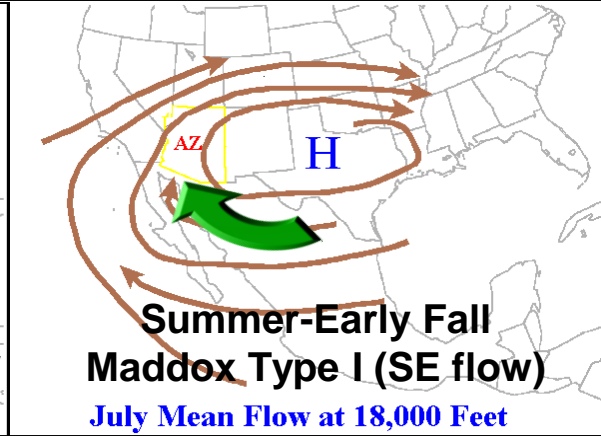 AZ
H
Summer-Early Fall
Maddox Type I (SE flow)
July Mean Flow at 18,000 Feet